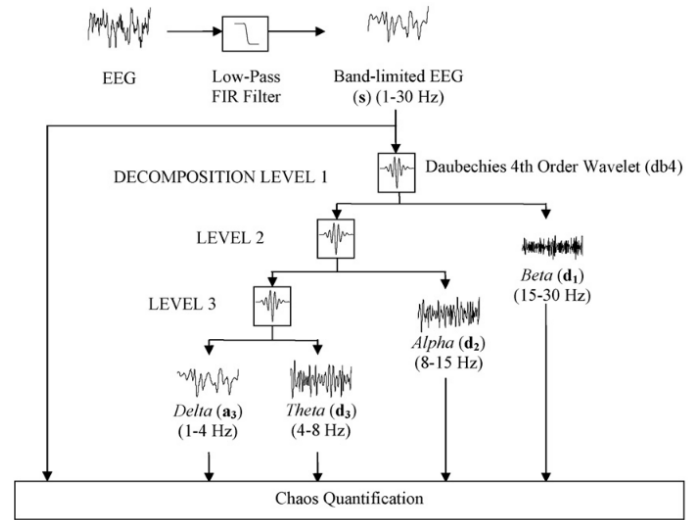 EEG
Low-Pass
FIR Filter
Band-limited EEG
(s) (1-30 Hz)
Daubechies 4th Order Wavelet (db4)
DECOMPOSITION LEVEL 1
LEVEL 2
Beta (d₁)
(15-30 Hz)
LEVEL 3
Alpha (d₂)
(8-15 Hz)
Delta (a₃)
(1-4 Hz)
Theta (d₃)
(4-8 Hz)
Chaos Quantification